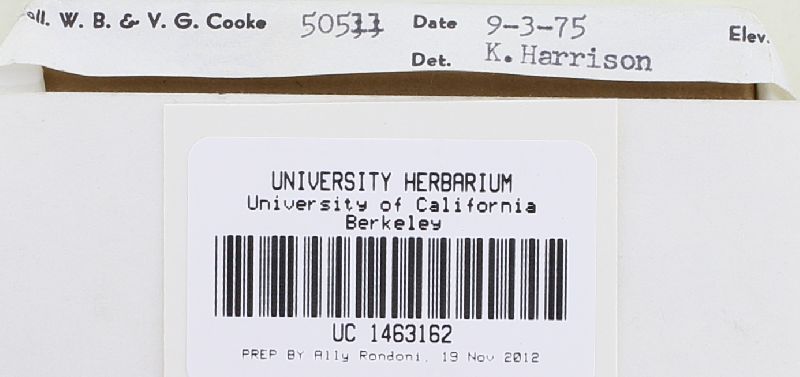 oll. W. B. & V. G. Cooke Date 9-3-75 Elev.
Det. K. Harrison
UNIVERSITY HERBARIUM
University of California
Berkeley
UC 1463162
PREP BY Ally Rondoni, 19 Nov 2012